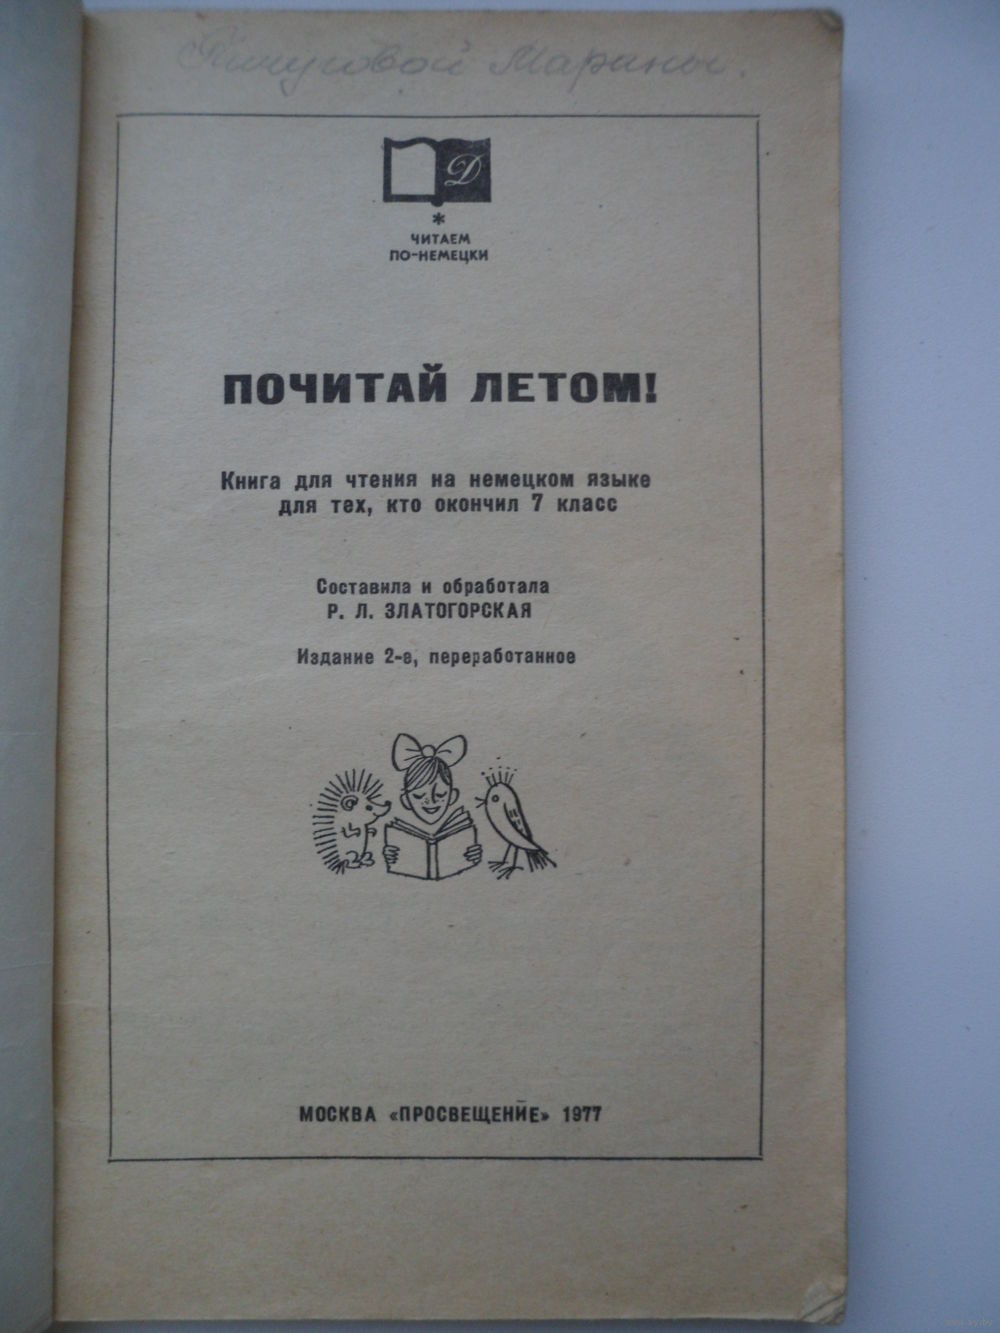 Марины.
Д
*
ЧИТАЕМ
ПО-НЕМЕЦКИ
ПОЧИТАЙ ЛЕТОМ!
Книга для чтения на немецком языке
для тех, кто окончил 7 класс
Составила и обработала
Р. Л. ЗЛАТОГОРСКАЯ
Издание 2-е, переработанное
МОСКВА «ПРОСВЕЩЕНИЕ» 1977